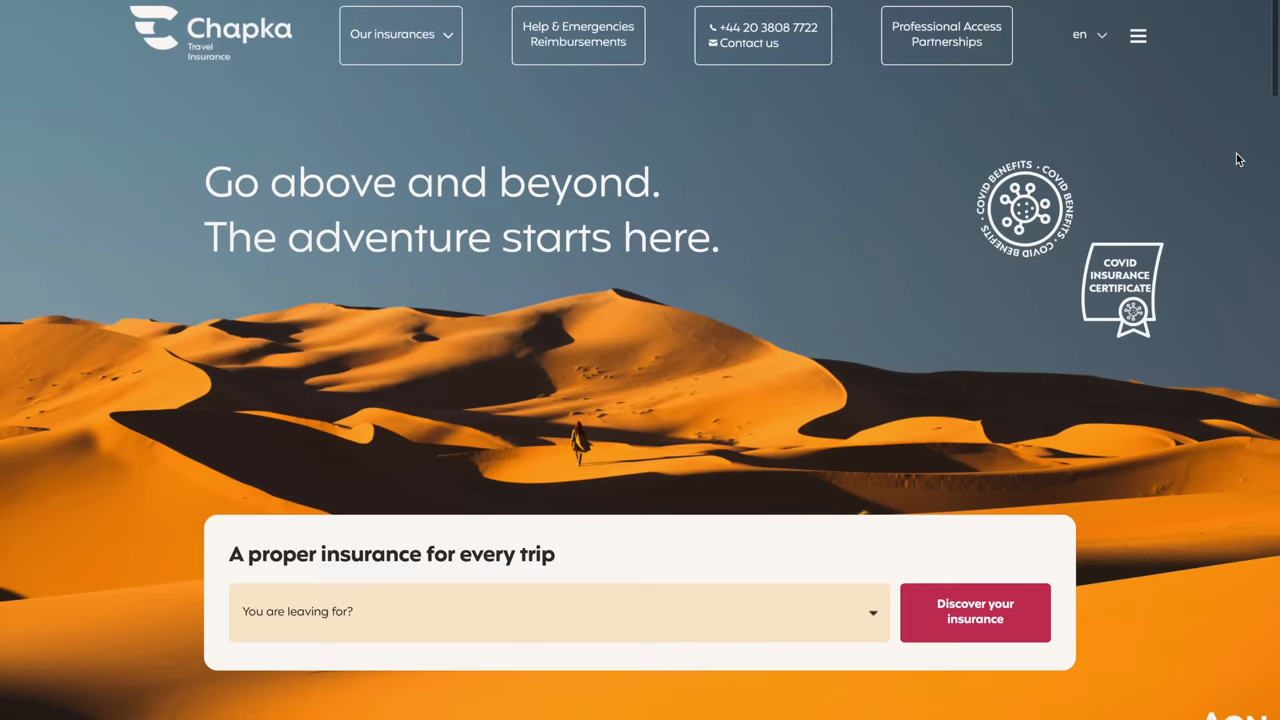 Chapka
Travel
Insurance
Our insurances
Help & Emergencies
Reimbursements
+44 20 3808 7722
Contact us
Professional Access
Partnerships
en
Go above and beyond.
The adventure starts here.
COVID BENEFITS · COVID BENEFITS · COVID BENEFITS ·
COVID
INSURANCE
CERTIFICATE
A proper insurance for every trip
You are leaving for?
Discover your
insurance